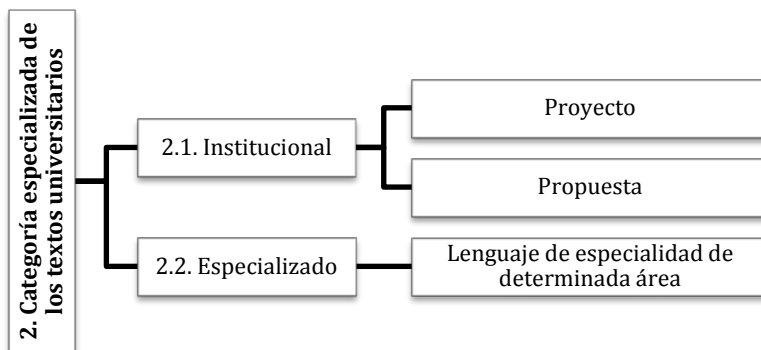 2. Categoría especializada de
los textos universitarios
2.1. Institucional
Proyecto
Propuesta
2.2. Especializado
Lenguaje de especialidad de
determinada área